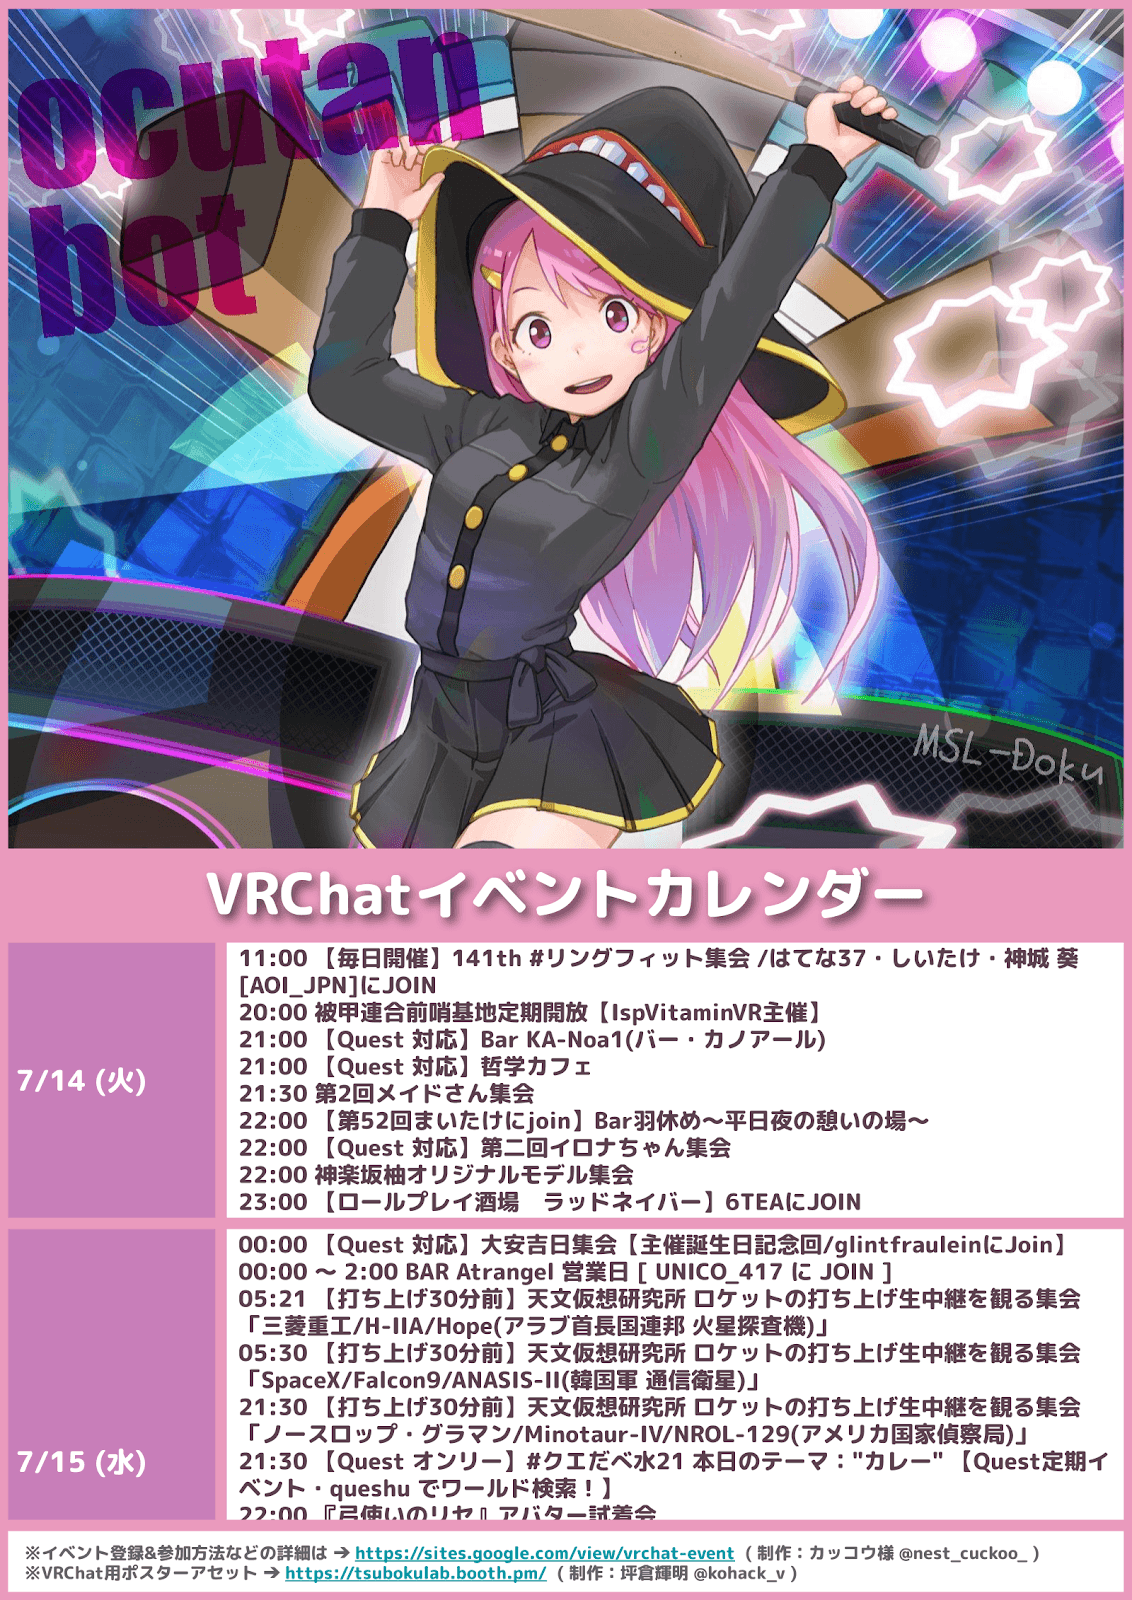 ocutan
bot
MSL-Doku
VRChatイベントカレンダー
7/14 (火)
11:00 【毎日開催】141th #リングフィット集会 /はてな37・しいたけ・神城 葵
[AOI_JPN]にJOIN
20:00 被甲連合前哨基地定期開放【IspVitaminVR主催】
21:00 【Quest 対応】Bar KA-Noa1(バー・カノアール)
21:00 【Quest 対応】哲学カフェ
21:30 第2回メイドさん集会
22:00 【第52回まいたけにjoin】Bar羽休め～平日夜の憩いの場～
22:00 【Quest 対応】第二回イロナちゃん集会
22:00 神楽坂柚オリジナルモデル集会
23:00 【ロールプレイ酒場　ラッドネイバー】6TEAにJOIN
7/15 (水)
00:00 【Quest 対応】大安吉日集会【主催誕生日記念回/glintfrauleinにJoin】
00:00 ～ 2:00 BAR Atrangel 営業日 [ UNICO_417 に JOIN ]
05:21 【打ち上げ30分前】天文仮想研究所 ロケットの打ち上げ生中継を観る集会
「三菱重工/H-IIA/Hope(アラブ首長国連邦 火星探査機)」
05:30 【打ち上げ30分前】天文仮想研究所 ロケットの打ち上げ生中継を観る集会
「SpaceX/Falcon9/ANASIS-II(韓国軍 通信衛星)」
21:30 【打ち上げ30分前】天文仮想研究所 ロケットの打ち上げ生中継を観る集会
「ノースロップ・グラマン/Minotaur-IV/NROL-129(アメリカ国家偵察局)」
21:30 【Quest オンリー】#クエだべ水21 本日のテーマ："カレー" 【Quest定期イ
ベント・queshu でワールド検索！】
22:00 『弓使いのリセ』アバター試着会
※イベント登録&参加方法などの詳細は ➔ https://sites.google.com/view/vrchat-event ( 制作：カッコウ様 @nest_cuckoo_ )
※VRChat用ポスターアセット ➔ https://tsubokulab.booth.pm/ ( 制作：坪倉輝明 @kohack_v )